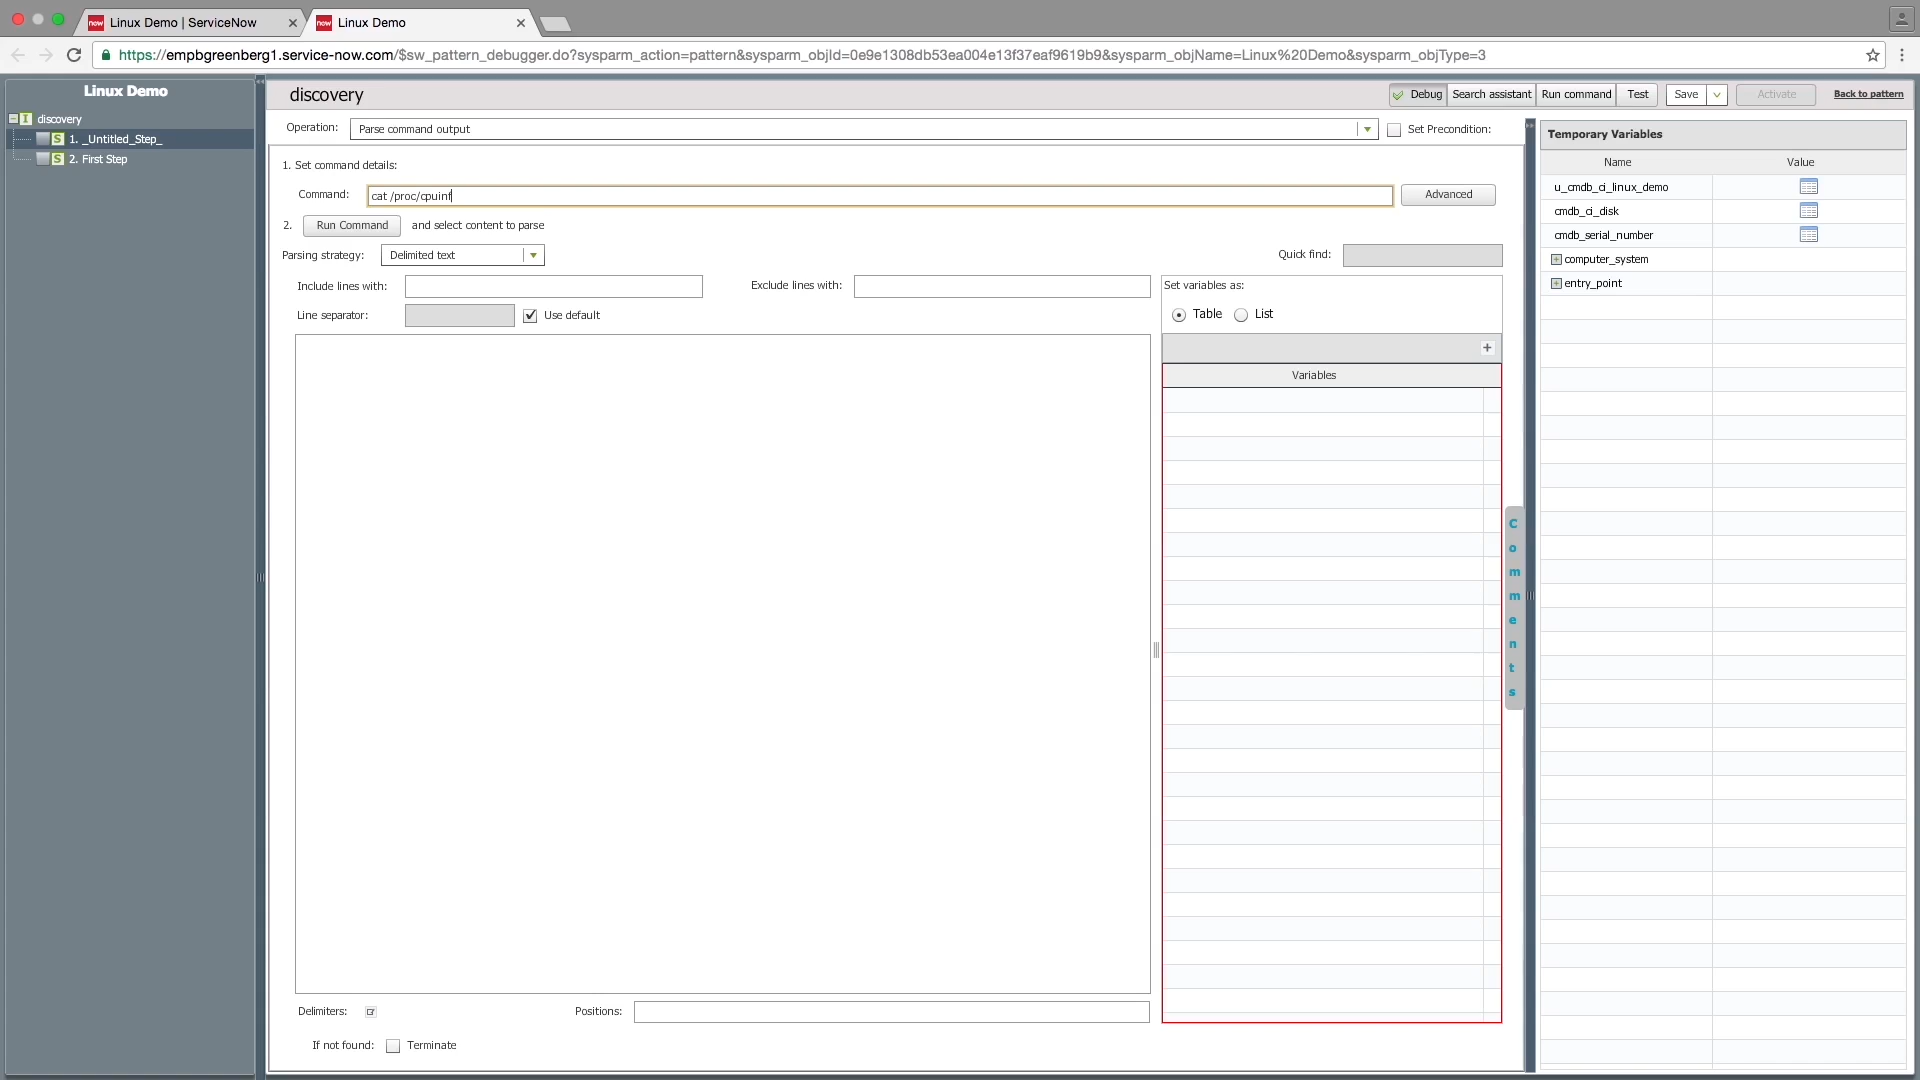 Linux Demo | ServiceNow
Linux Demo
https://empbgreenberg1.service-now.com/$sw_pattern_debugger.do?sysparm_action=pattern&sysparm_objId=0e9e1308db53ea004e13f37eaf9619b9&sysparm_objName=Linux%20Demo&sysparm_objType=3
Linux Demo
discovery
1. _Untitled_Step_
2. First Step
discovery
Debug
Search assistant
Run command
Test
Save
Activate
Back to pattern
Operation:
Parse command output
Set Precondition:
1. Set command details:
Command:
cat /proc/cpuinf
Advanced
2.
Run Command
and select content to parse
Parsing strategy:
Delimited text
Quick find:
Include lines with:
Exclude lines with:
Line separator:
Use default
Set variables as:
Table
List
+
Variables
Comments
Delimiters:
Positions:
If not found:
Terminate
Temporary Variables
Name
Value
u_cmdb_ci_linux_demo
cmdb_ci_disk
cmdb_serial_number
computer_system
entry_point